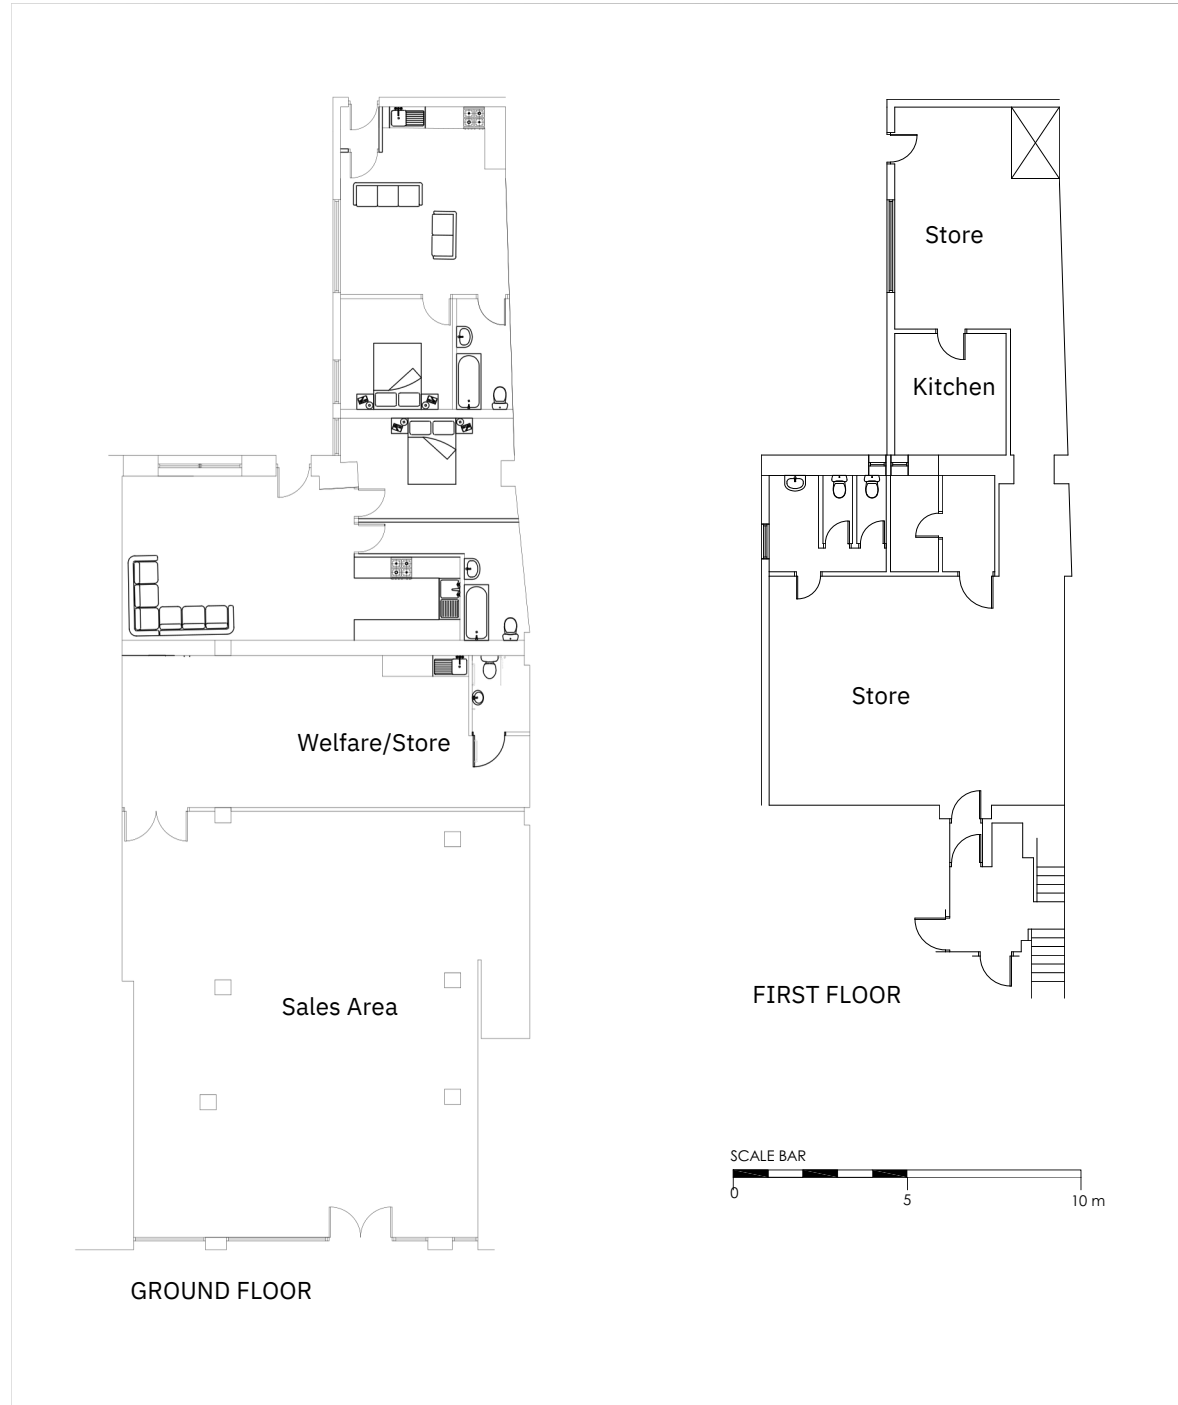 Store
Kitchen
Store
Welfare/Store
Sales Area
FIRST FLOOR
SCALE BAR
0 5 10 m
GROUND FLOOR